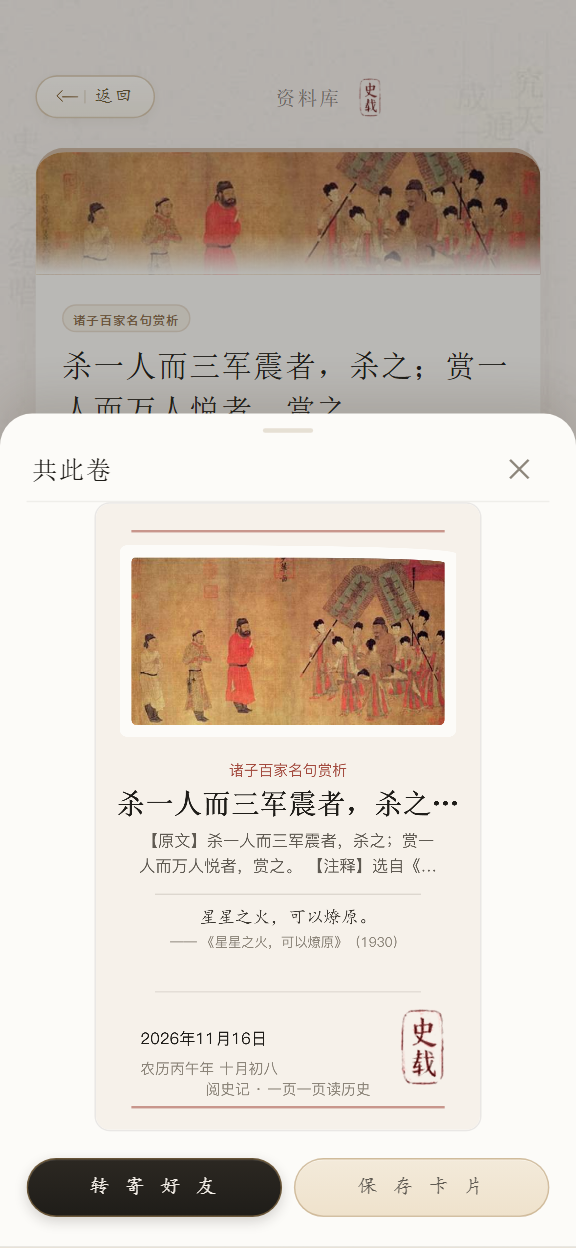 返回
资料库
史载
诸子百家名句赏析
杀一人而三军震者，杀之；赏一
人而万人悦者，赏之
共此卷
诸子百家名句赏析
杀一人而三军震者，杀之…
【原文】杀一人而三军震者，杀之；赏一
人而万人悦者，赏之。 【注释】选自《...
星星之火，可以燎原。
—— 《星星之火，可以燎原》（1930）
2026年11月16日
农历丙午年 十月初八
阅史记 · 一页一页读历史
史载
转寄好友
保存卡片